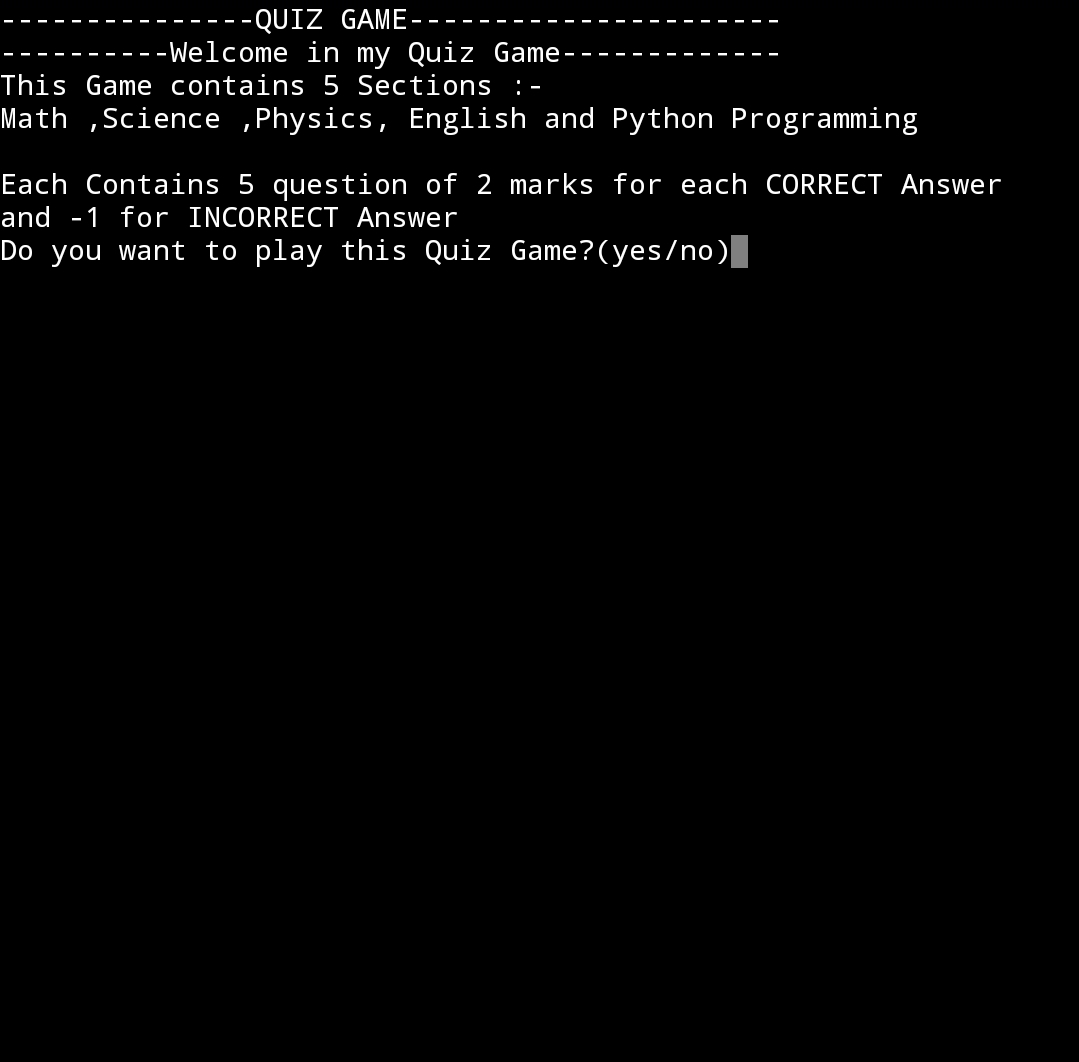 ---------------QUIZ GAME----------------------
----------Welcome in my Quiz Game-------------
This Game contains 5 Sections :-
Math ,Science ,Physics, English and Python Programming
Each Contains 5 question of 2 marks for each CORRECT Answer
and -1 for INCORRECT Answer
Do you want to play this Quiz Game?(yes/no)